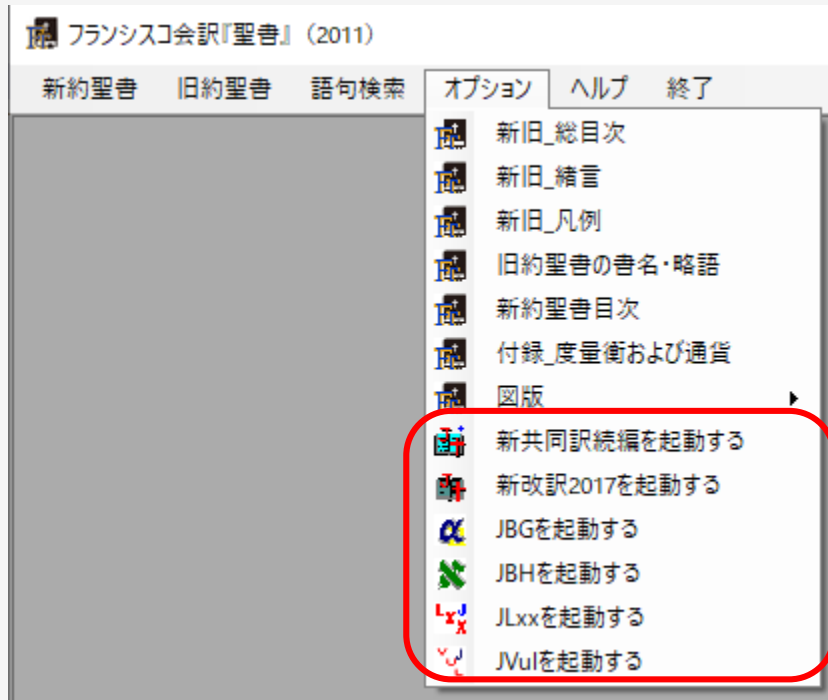 フランシスコ会訳『聖書』（2011）
新約聖書 旧約聖書 語句検索 オプション ヘルプ 終了
新旧_総目次
新旧_緒言
新旧_凡例
旧約聖書の書名・略語
新約聖書目次
付録_度量衡および通貨
図版
新共同訳続編を起動する
新改訳2017を起動する
JBGを起動する
JBHを起動する
JLxxを起動する
JVulを起動する